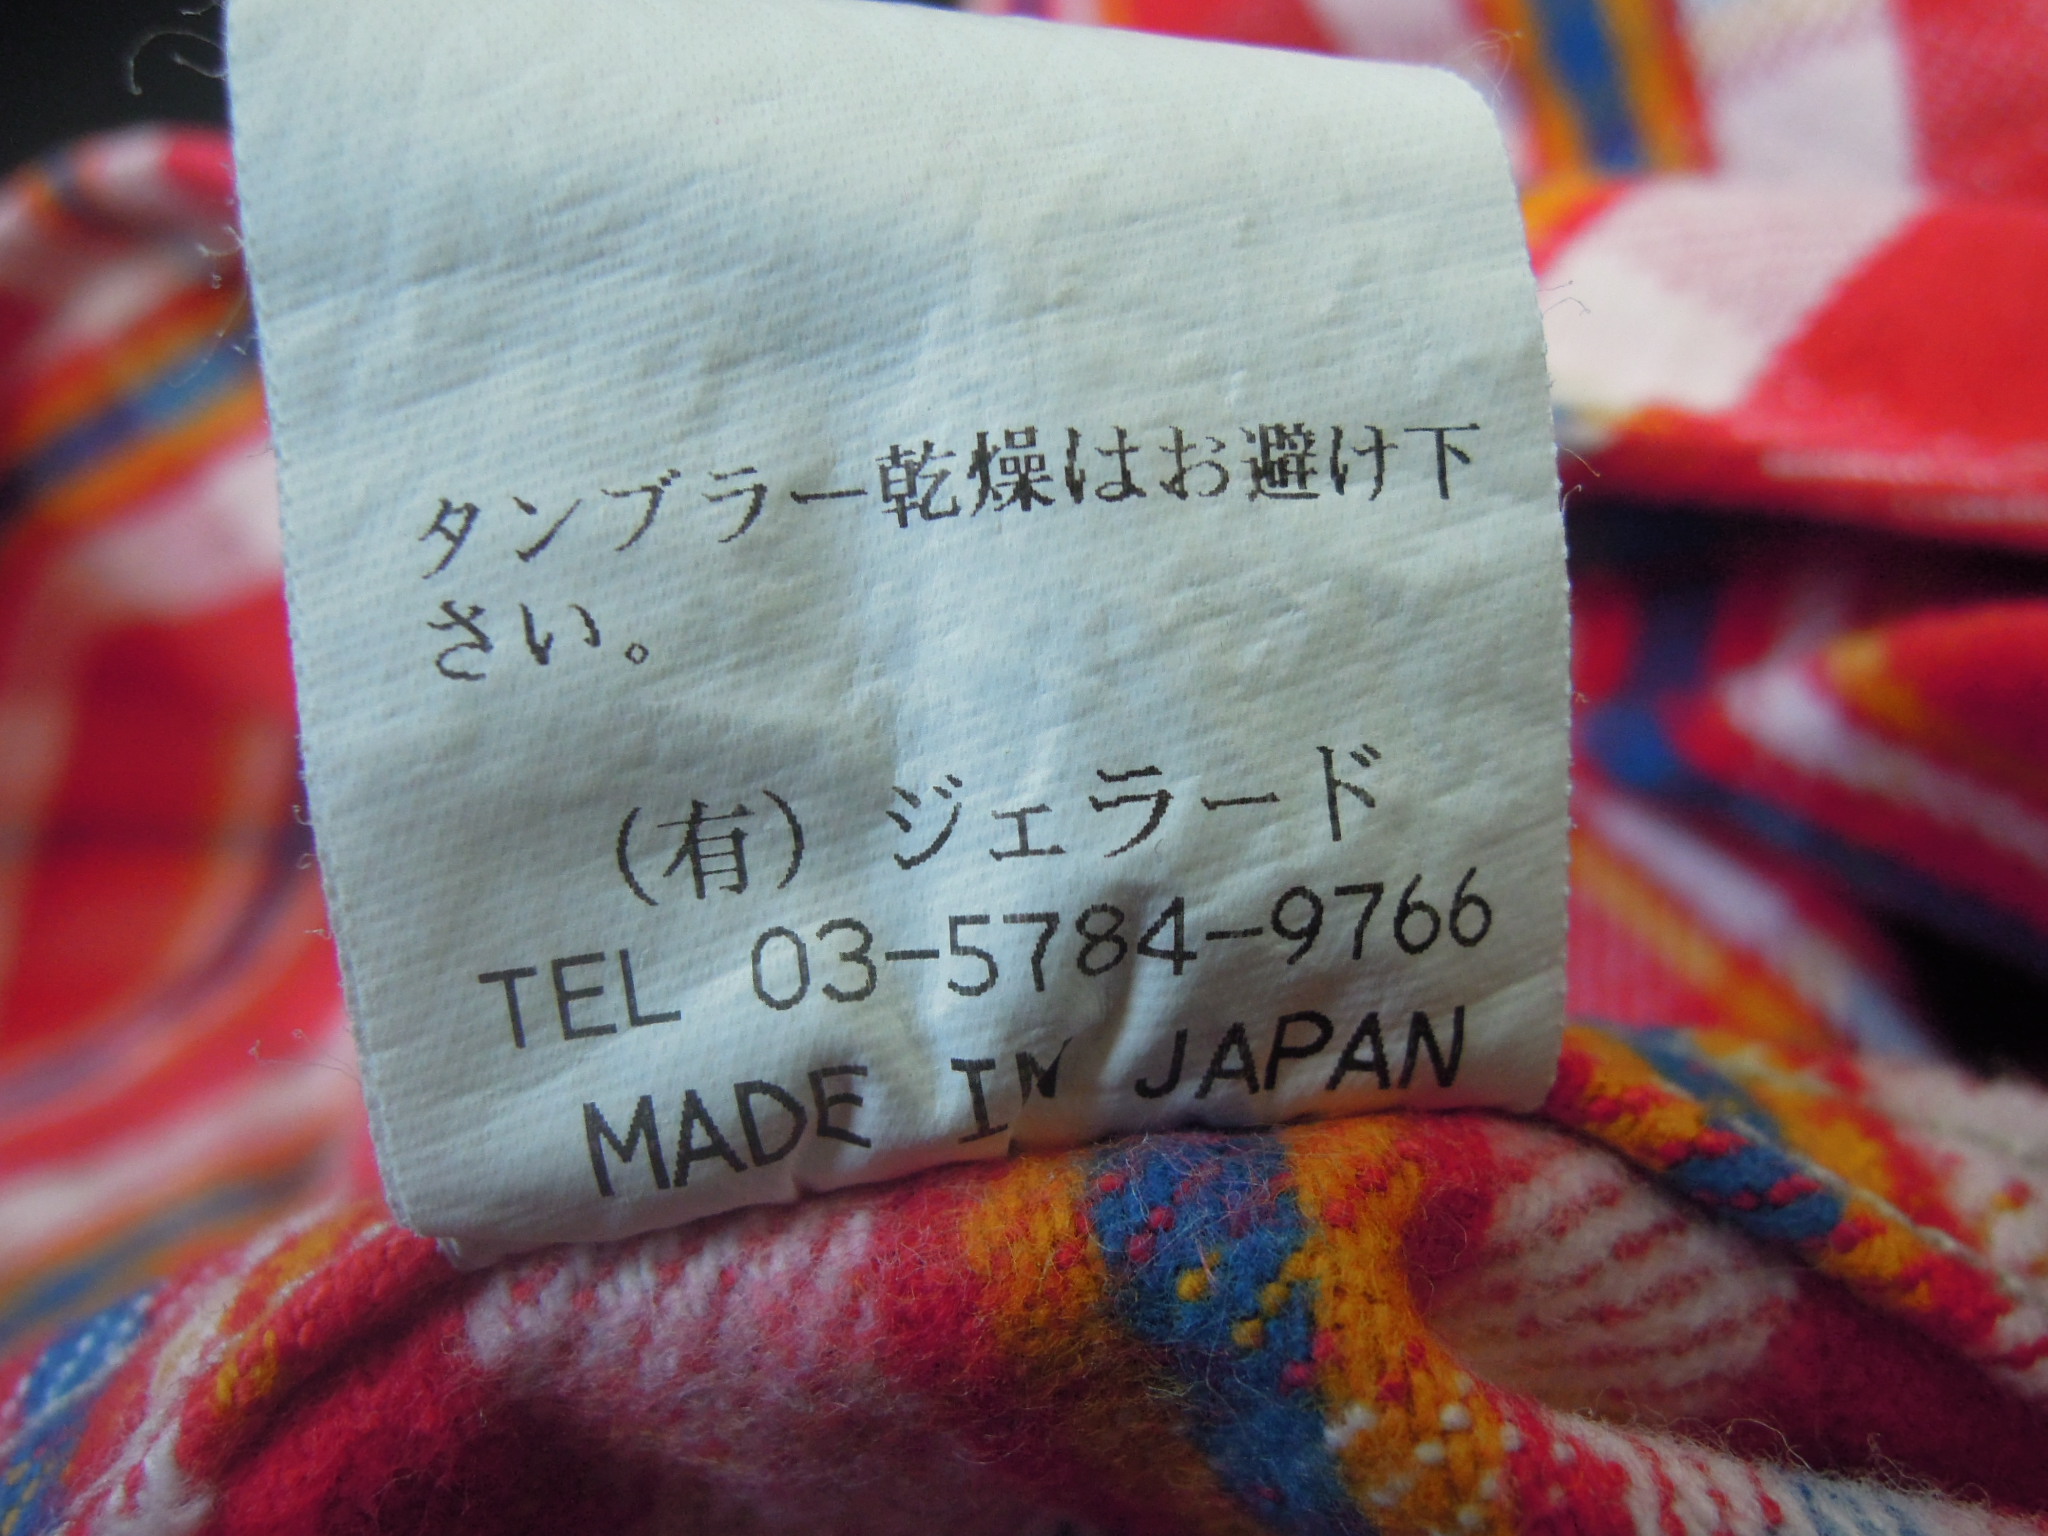 タンブラー乾燥はお避け下
さい。
(有) ジェラード
TEL 03-5784-9766
MADE IN JAPAN